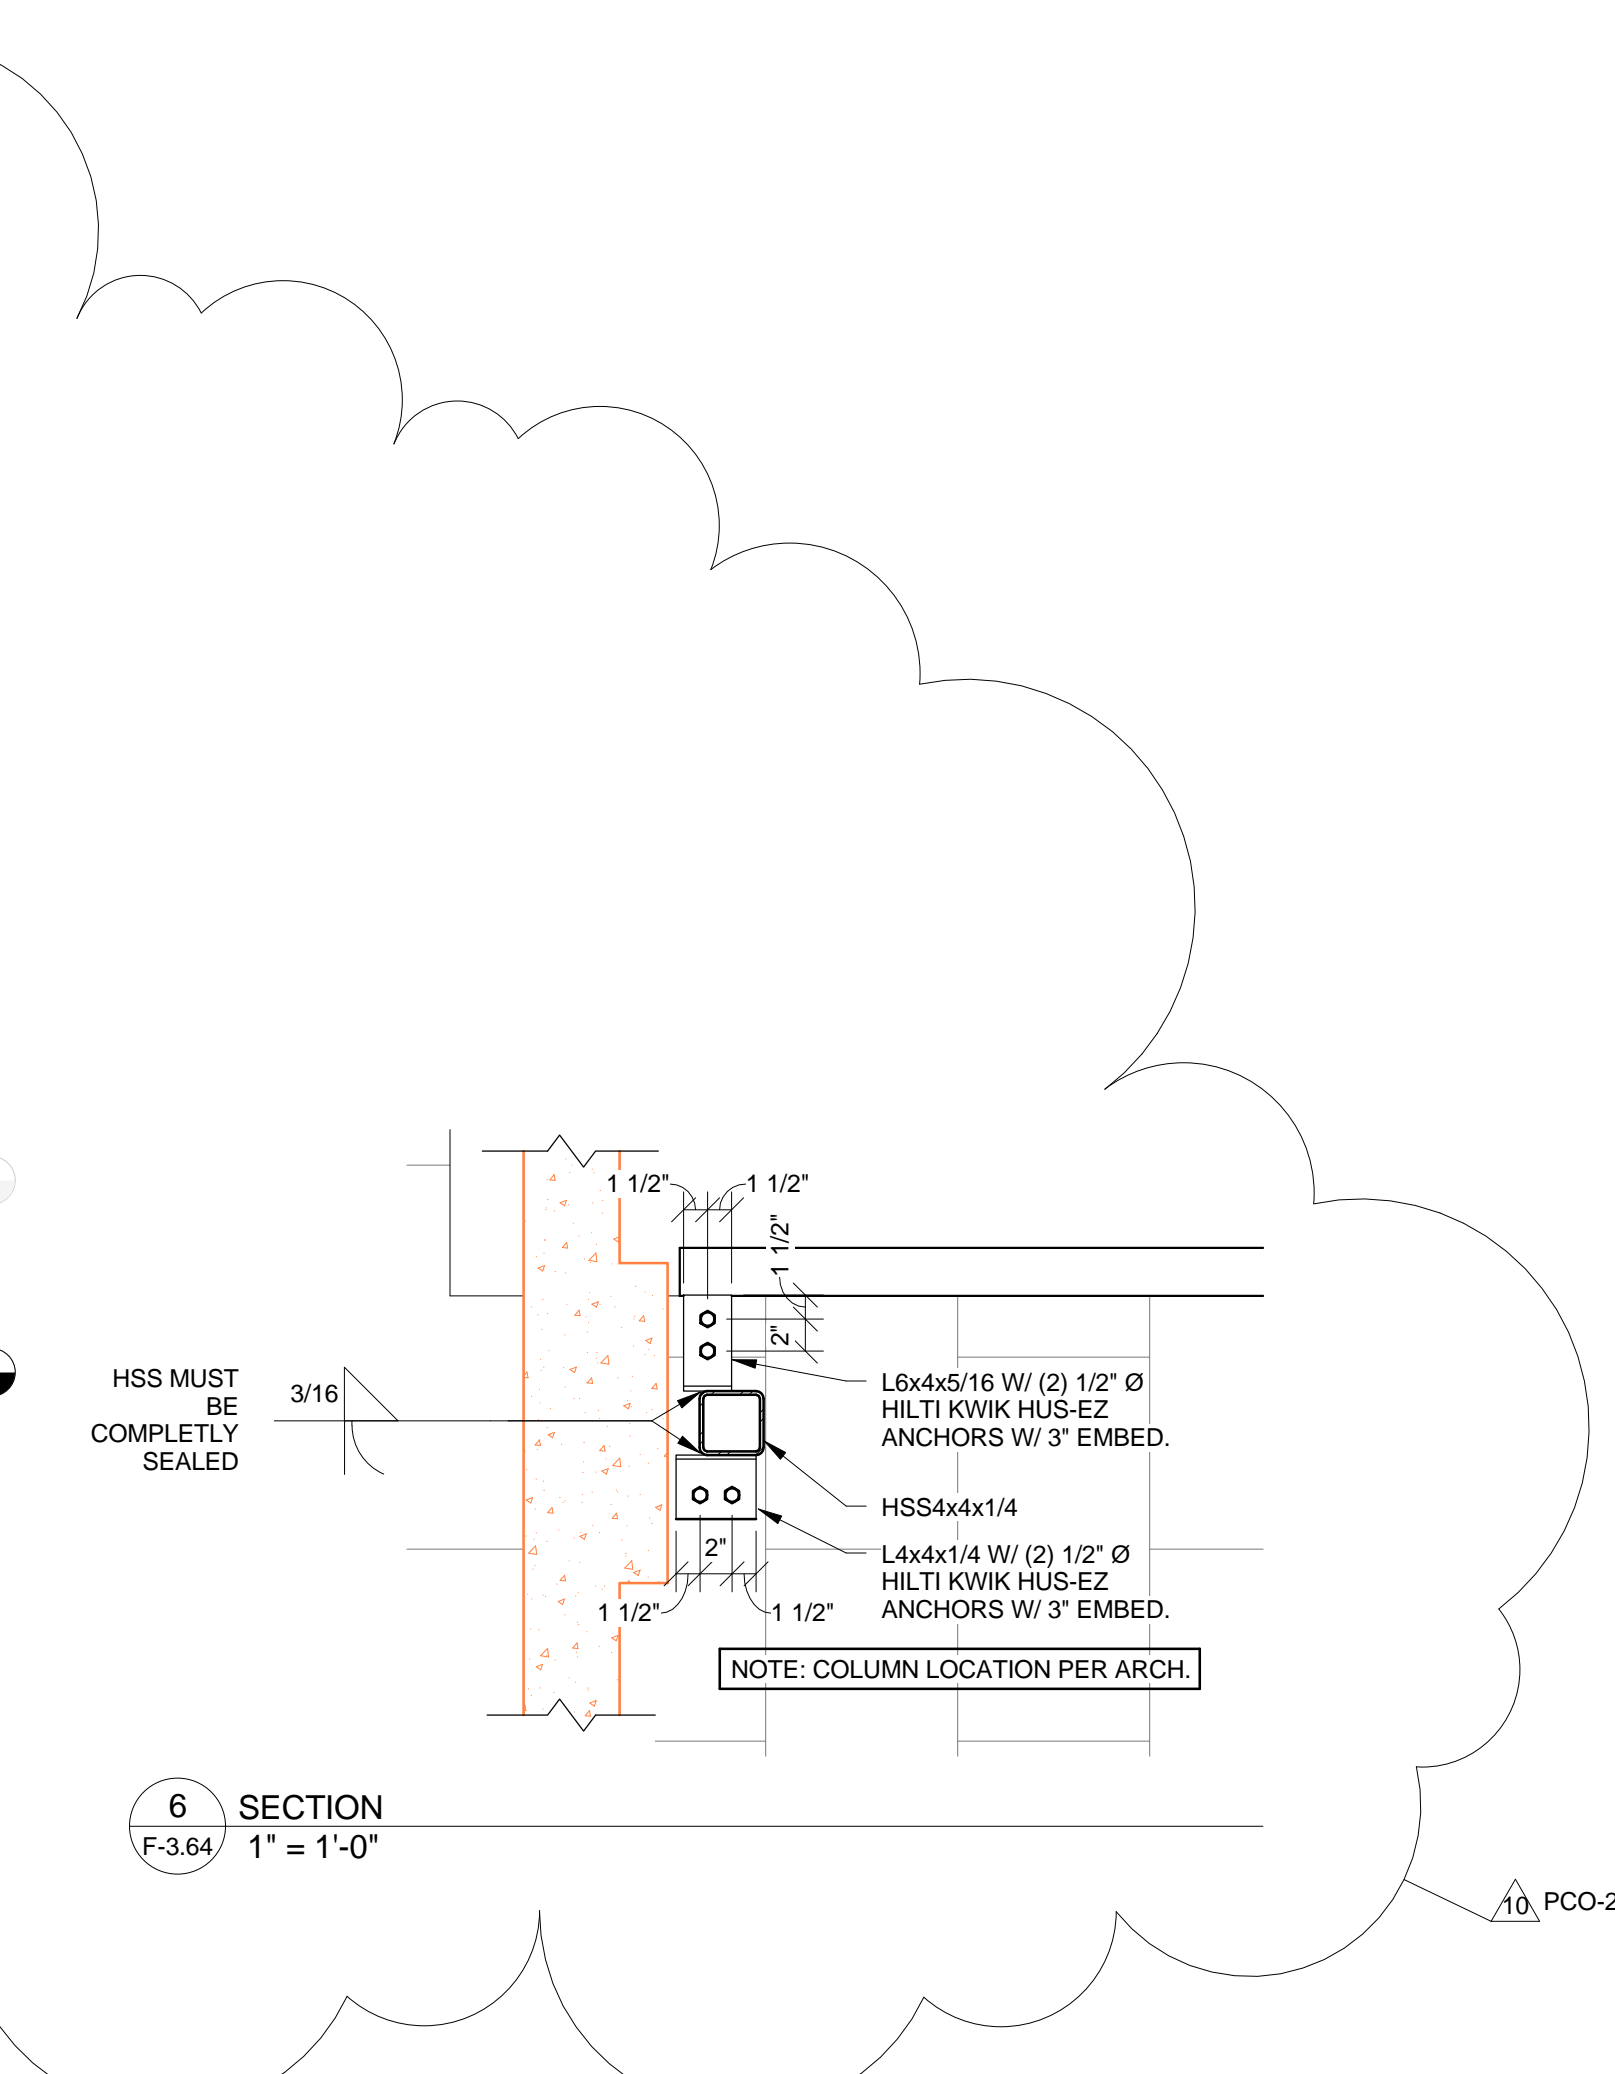 1 1/2"
1 1/2"
1 1/2"
2"
HSS MUST
BE
COMPLETLY
SEALED
3/16
L6x4x5/16 W/ (2) 1/2" Ø
HILTI KWIK HUS-EZ
ANCHORS W/ 3" EMBED.
HSS4x4x1/4
L4x4x1/4 W/ (2) 1/2" Ø
HILTI KWIK HUS-EZ
ANCHORS W/ 3" EMBED.
2"
1 1/2"
1 1/2"
NOTE: COLUMN LOCATION PER ARCH.
6
SECTION
F-3.64
1" = 1'-0"
10
PCO-2